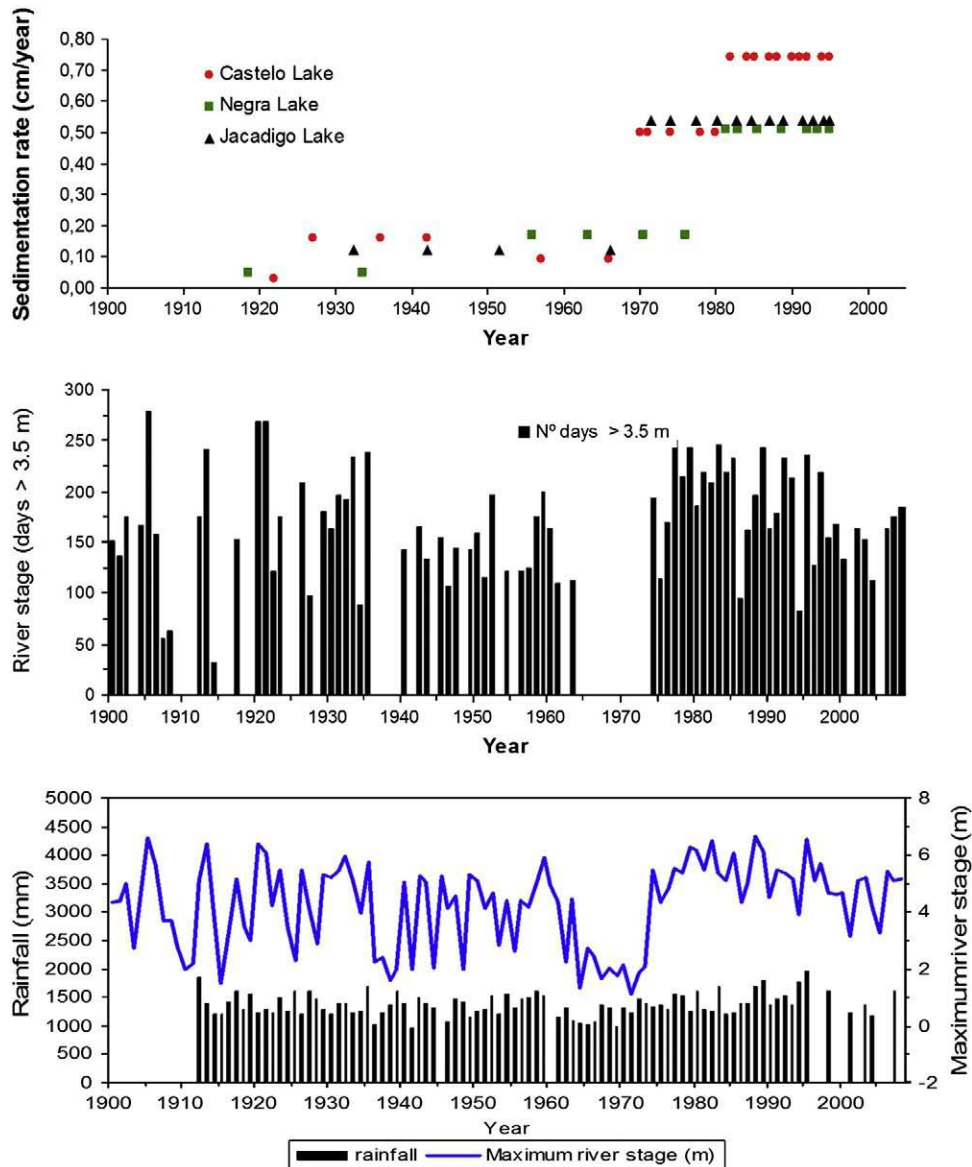 Sedimentation rate (cm/year)
0,80
0,70
0,60
0,50
0,40
0,30
0,20
0,10
0,00
Castelo Lake
Negra Lake
Jacadigo Lake
1900 1910 1920 1930 1940 1950 1960 1970 1980 1990 2000
Year
River stage (days > 3.5 m)
300
250
200
150
100
50
0
Nº days > 3.5 m
1900 1910 1920 1930 1940 1950 1960 1970 1980 1990 2000
Year
Rainfall (mm)
5000
4500
4000
3500
3000
2500
2000
1500
1000
500
0
8
6
4
2
0
-2
Maximumriver stage (m)
1900 1910 1920 1930 1940 1950 1960 1970 1980 1990 2000
Year
rainfall Maximum river stage (m)